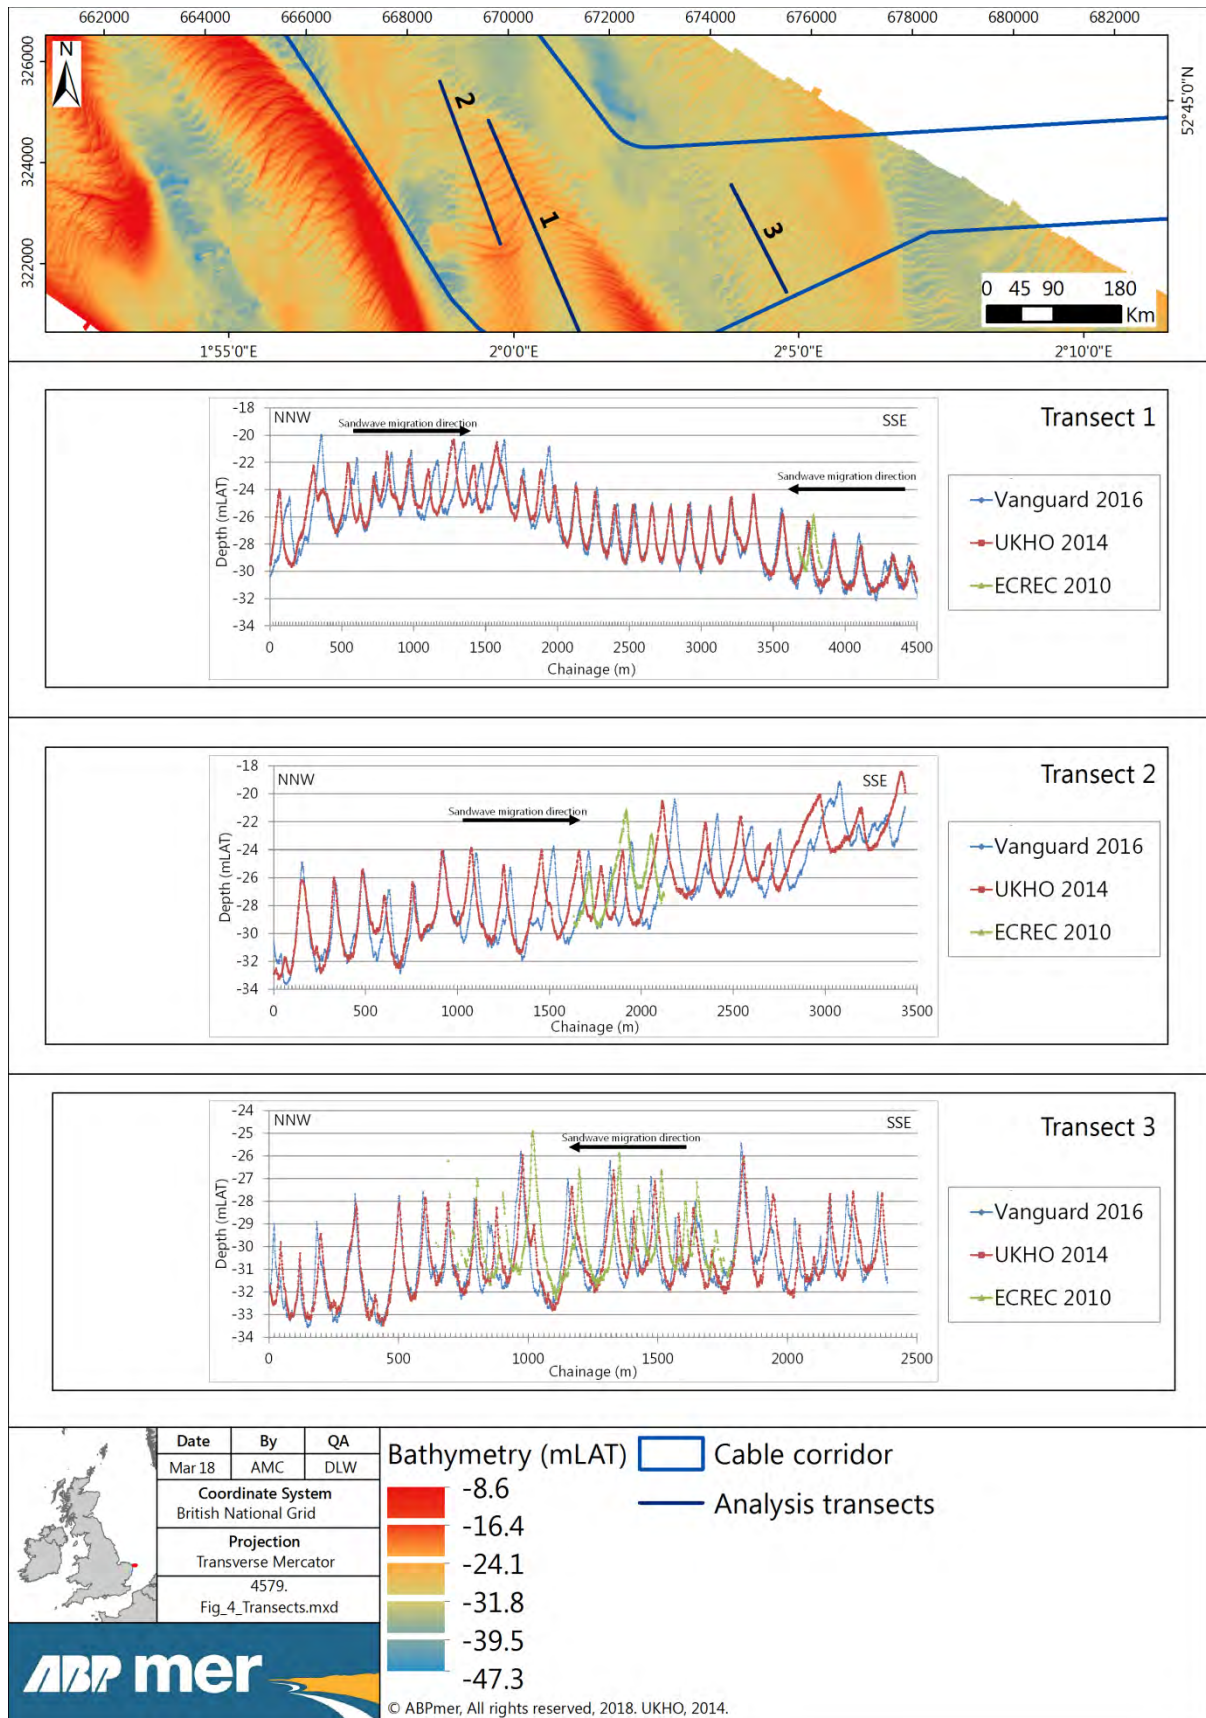 662000 664000 666000 668000 670000 672000 674000 676000 678000 680000 682000
326000
324000
322000
N
52°45'0"N
2
1
3
0 45 90 180
Km
1°55'0"E 2°0'0"E 2°5'0"E 2°10'0"E
Transect 1
NNW
SSE
Sandwave migration direction
Sandwave migration direction
Depth (mLAT)
-18
-20
-22
-24
-26
-28
-30
-32
-34
0 500 1000 1500 2000 2500 3000 3500 4000 4500
Chainage (m)
Vanguard 2016
UKHO 2014
ECREC 2010
Transect 2
NNW
SSE
Sandwave migration direction
Depth (mLAT)
-18
-20
-22
-24
-26
-28
-30
-32
-34
0 500 1000 1500 2000 2500 3000 3500
Chainage (m)
Vanguard 2016
UKHO 2014
ECREC 2010
Transect 3
NNW
SSE
Sandwave migration direction
Depth (mLAT)
-24
-25
-26
-27
-28
-29
-30
-31
-32
-33
-34
0 500 1000 1500 2000 2500
Chainage (m)
Vanguard 2016
UKHO 2014
ECREC 2010
Date By QA
Mar 18 AMC DLW
Coordinate System
British National Grid
Projection
Transverse Mercator
4579.
Fig_4_Transects.mxd
ABP mer
Bathymetry (mLAT)
-8.6
-16.4
-24.1
-31.8
-39.5
-47.3
Cable corridor
Analysis transects
© ABPmer, All rights reserved, 2018. UKHO, 2014.